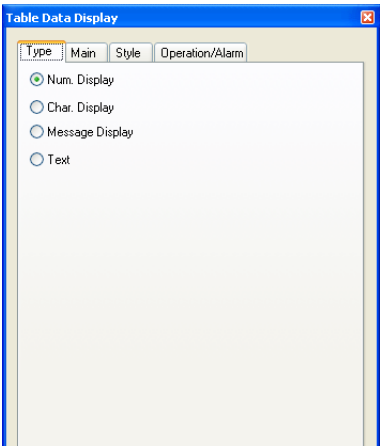 Table Data Display
Type Main Style Operation/Alarm
Num. Display
Char. Display
Message Display
Text